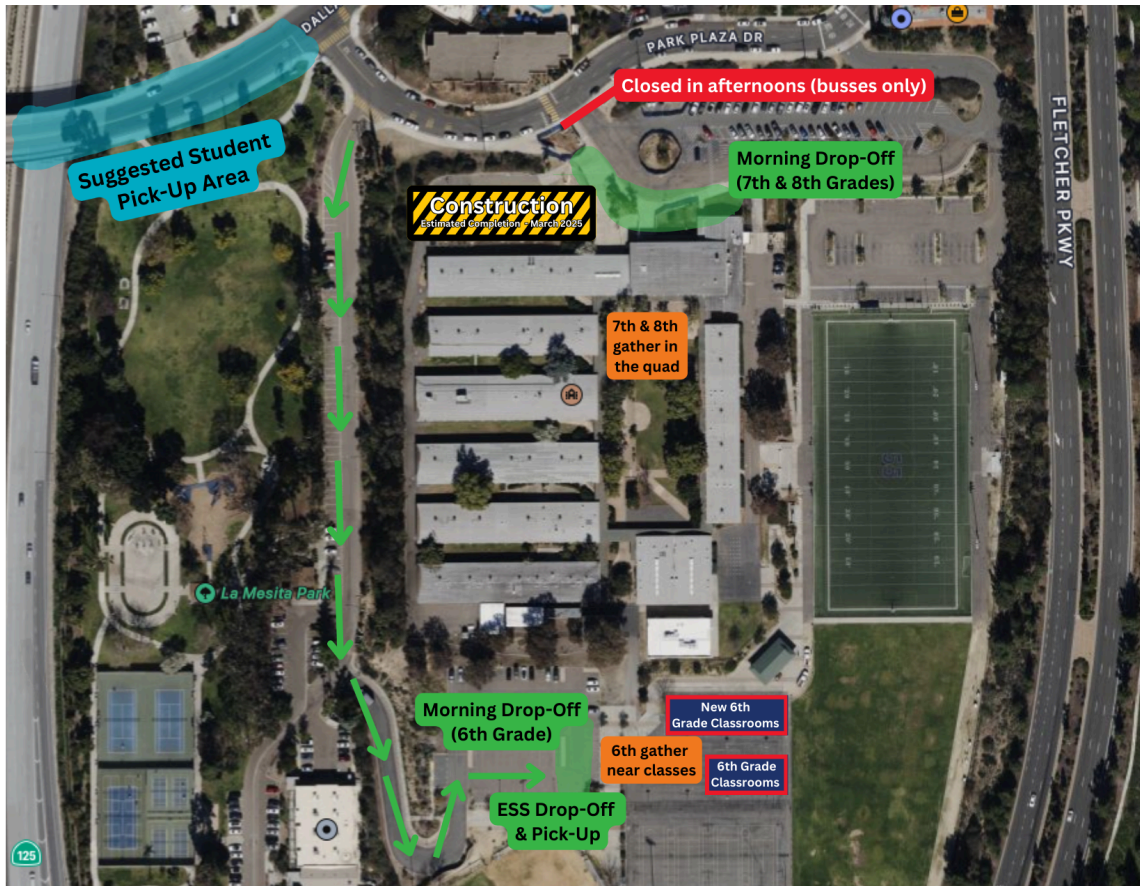 DALL
PARK PLAZA DR
Closed in afternoons (busses only)
FLETCHER PKWY
Suggested Student
Pick-Up Area
Morning Drop-Off
(7th & 8th Grades)
Construction
Estimated Completion - March 2025
7th & 8th
gather in
the quad
La Mesita Park
Morning Drop-Off
(6th Grade)
New 6th
Grade Classrooms
6th gather
near classes
6th Grade
Classrooms
ESS Drop-Off
& Pick-Up
125